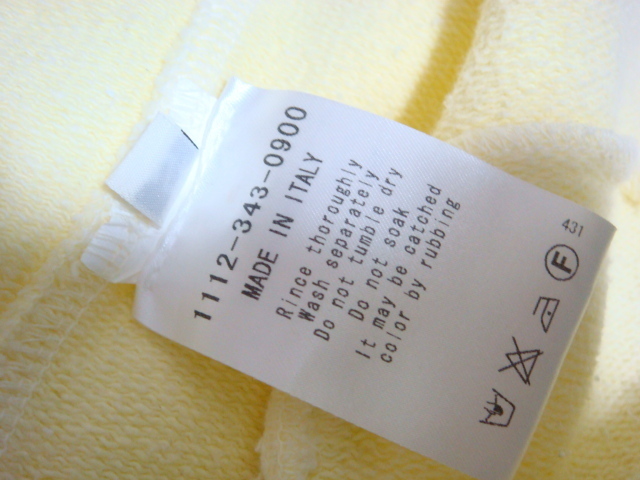 1112-343-0900
MADE IN ITALY
Rince thoroughly
Wash separately
Do not tumble dry
Do not soak
It may be catched
color by rubbing
431
F